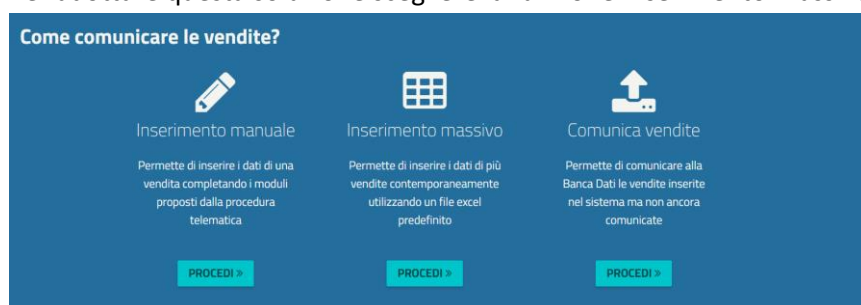 Come comunicare le vendite?
Inserimento manuale
Permette di inserire i dati di una
vendita completando i moduli
proposti dalla procedura
telematica
PROCEDI »
Inserimento massivo
Permette di inserire i dati di più
vendite contemporaneamente
utilizzando un file excel
predefinito
PROCEDI »
Comunica vendite
Permette di comunicare alla
Banca Dati le vendite inserite
nel sistema ma non ancora
comunicate
PROCEDI »